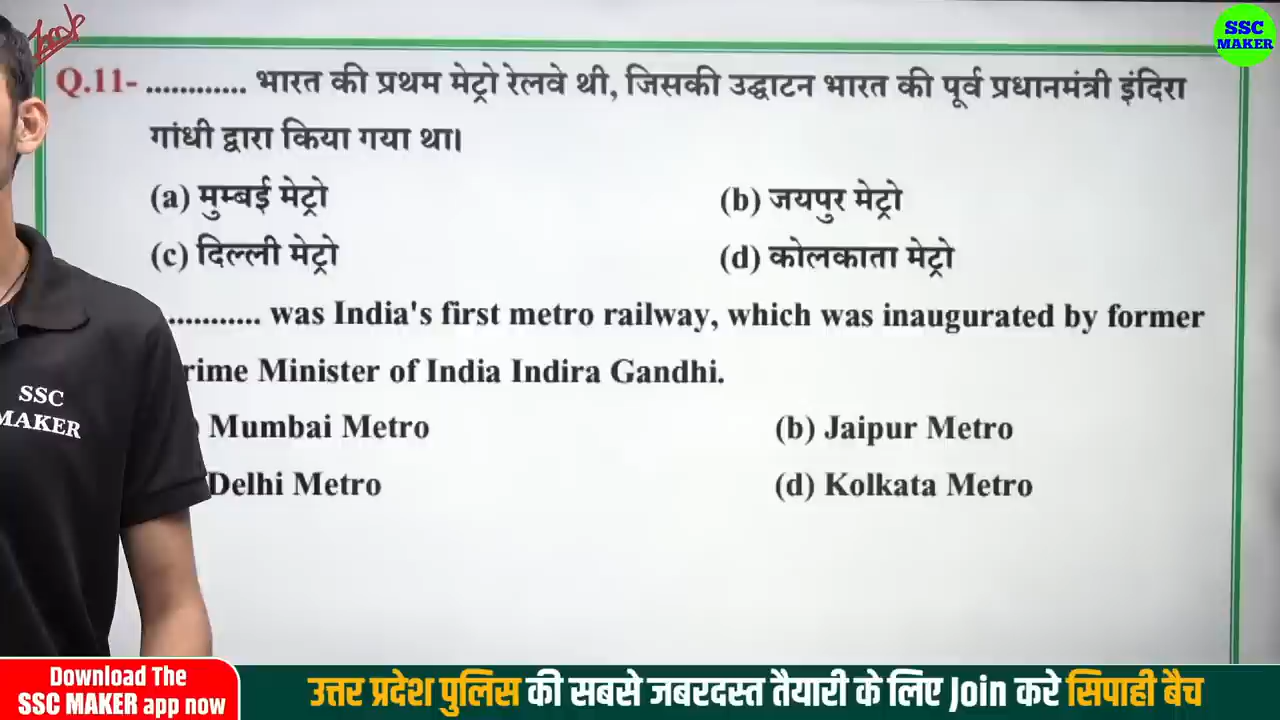 SSC
MAKER
Q.11- ............ भारत की प्रथम मेट्रो रेलवे थी, जिसकी उद्घाटन भारत की पूर्व प्रधानमंत्री इंदिरा
गांधी द्वारा किया गया था।
(a) मुम्बई मेट्रो (b) जयपुर मेट्रो
(c) दिल्ली मेट्रो (d) कोलकाता मेट्रो
............ was India's first metro railway, which was inaugurated by former
rime Minister of India Indira Gandhi.
Mumbai Metro (b) Jaipur Metro
Delhi Metro (d) Kolkata Metro
SSC
MAKER
Download The
SSC MAKER app now
उत्तर प्रदेश पुलिस की सबसे जबरदस्त तैयारी के लिए Join करे सिपाही बैच